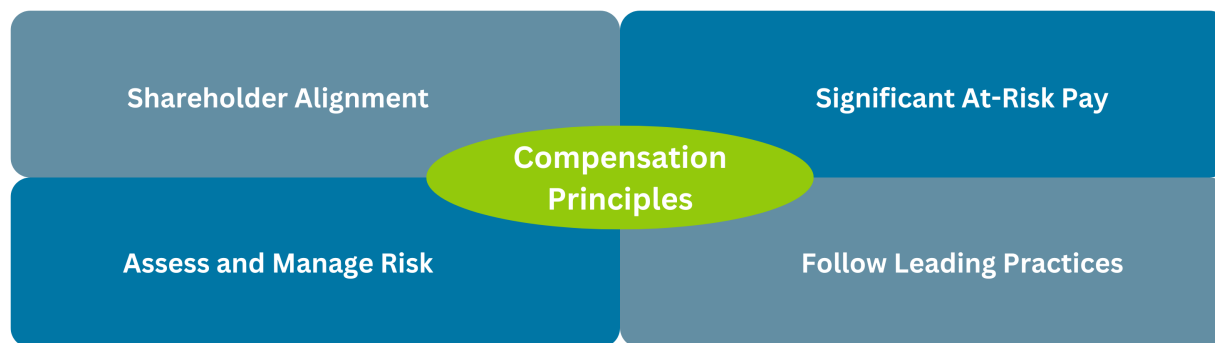 Shareholder Alignment
Significant At-Risk Pay
Compensation
Principles
Assess and Manage Risk
Follow Leading Practices